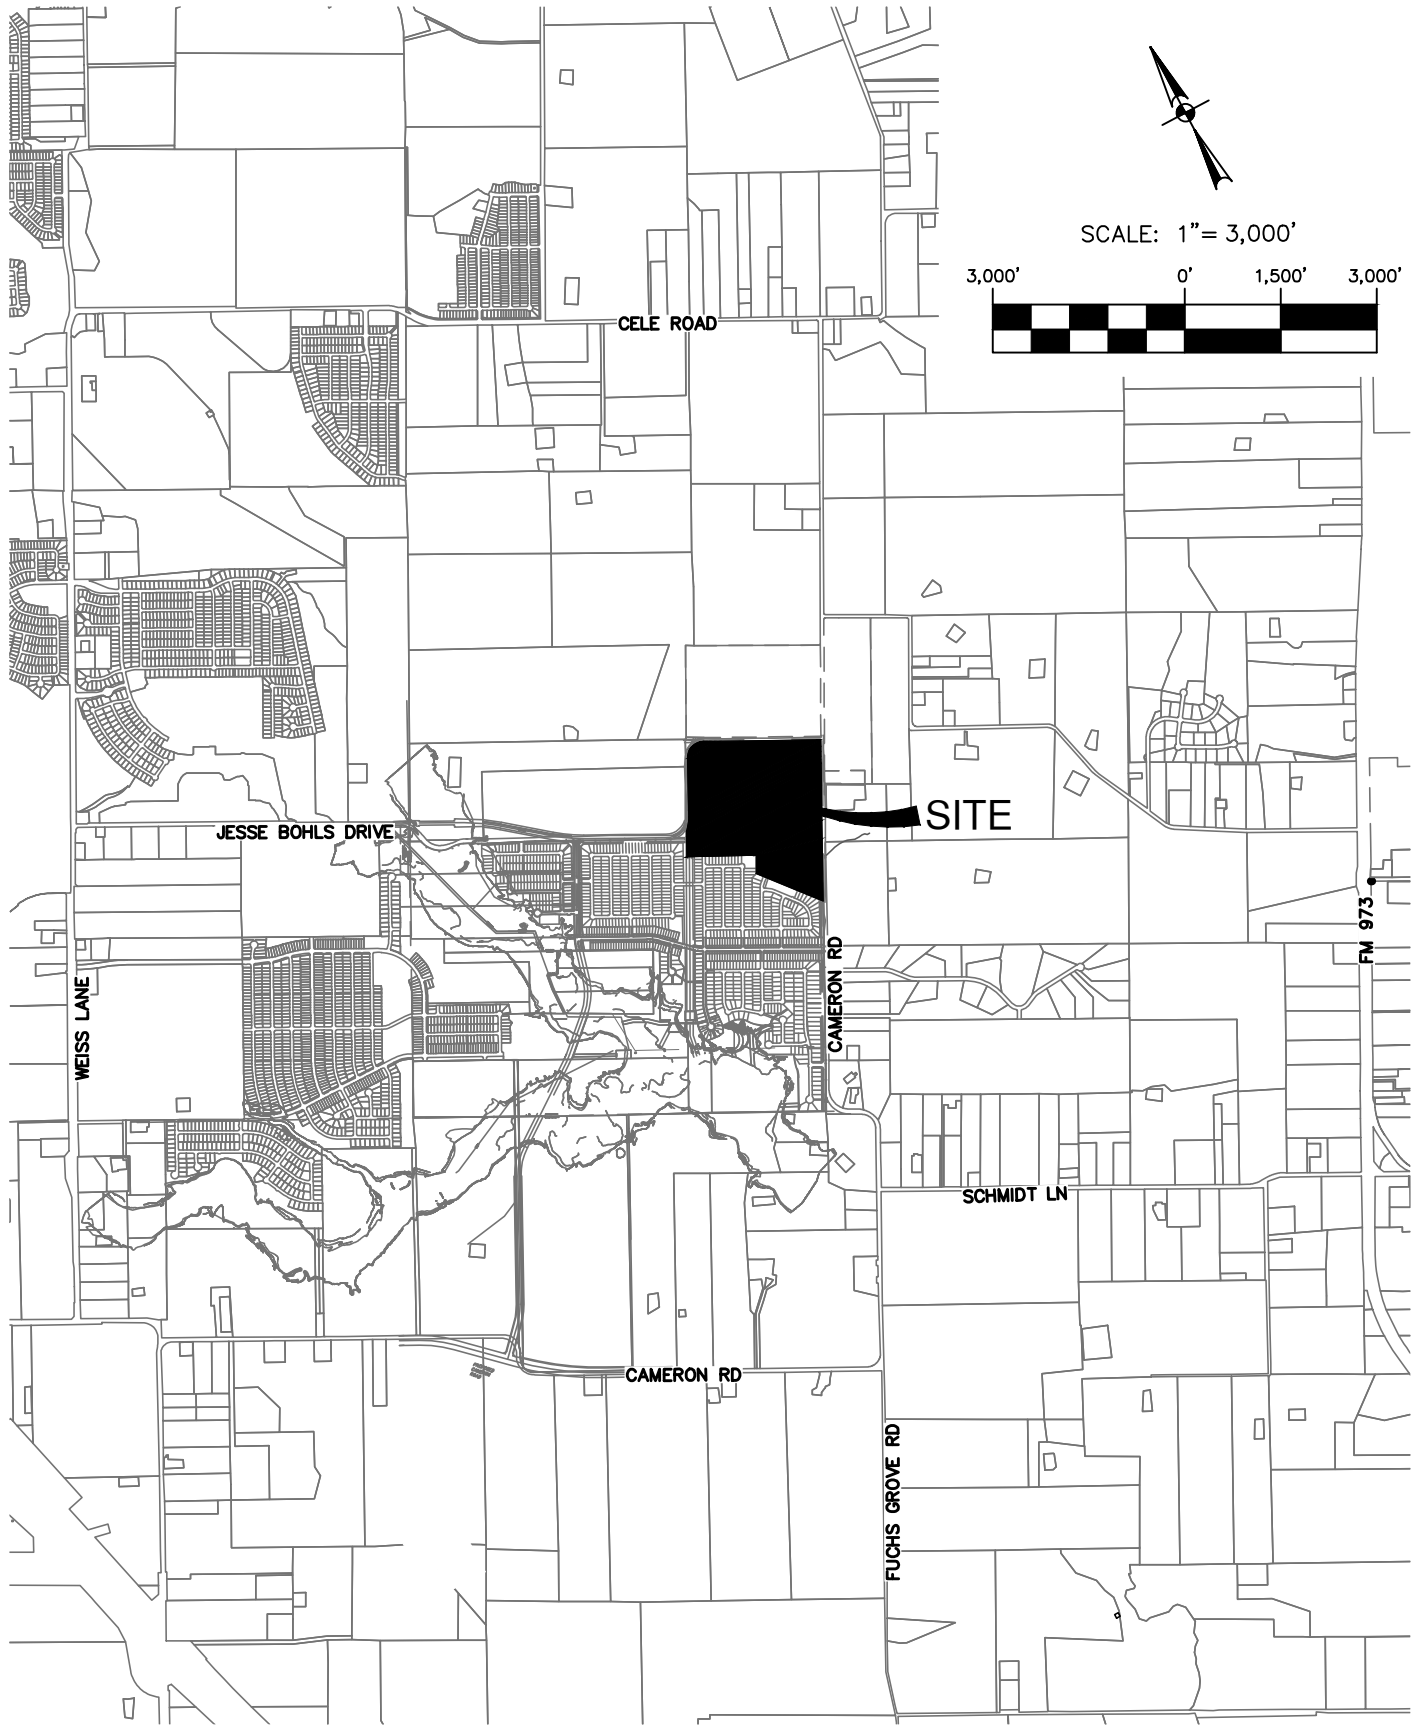 SCALE: 1"= 3,000'
3,000' 0' 1,500' 3,000'
CELE ROAD
SITE
JESSE BOHLS DRIVE
FM 973
CAMERON RD
WEISS LANE
SCHMIDT LN
CAMERON RD
FUCHS GROVE RD